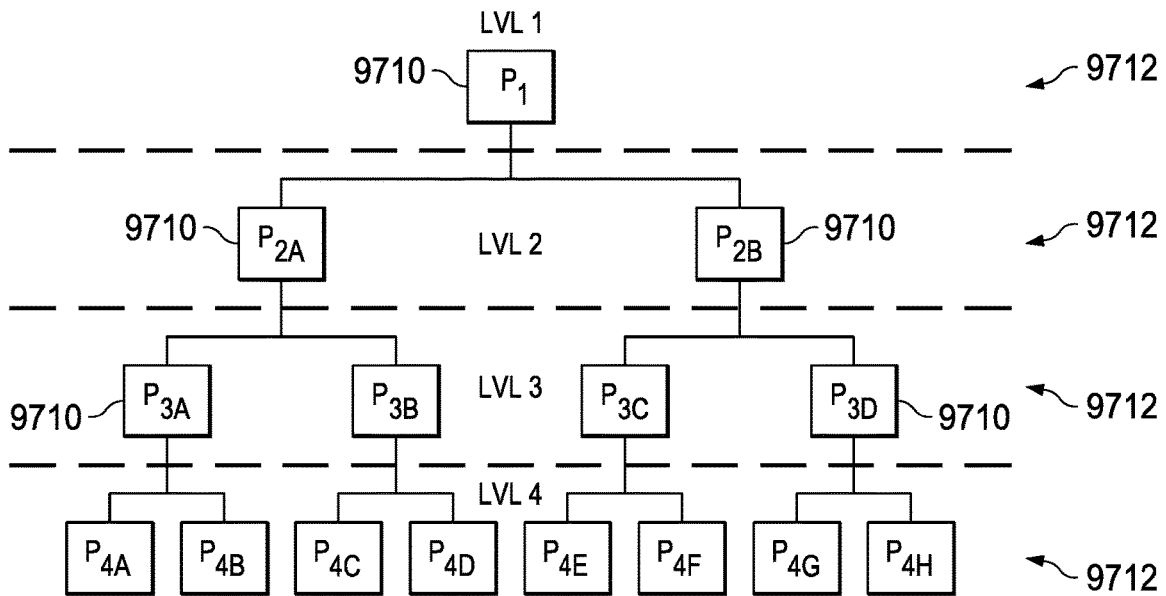 LVL 1
9710 P1 9712
9710 P2A LVL 2 P2B 9710 9712
9710 P3A P3B LVL 3 P3C P3D 9710 9712
LVL 4
P4A P4B P4C P4D P4E P4F P4G P4H 9712